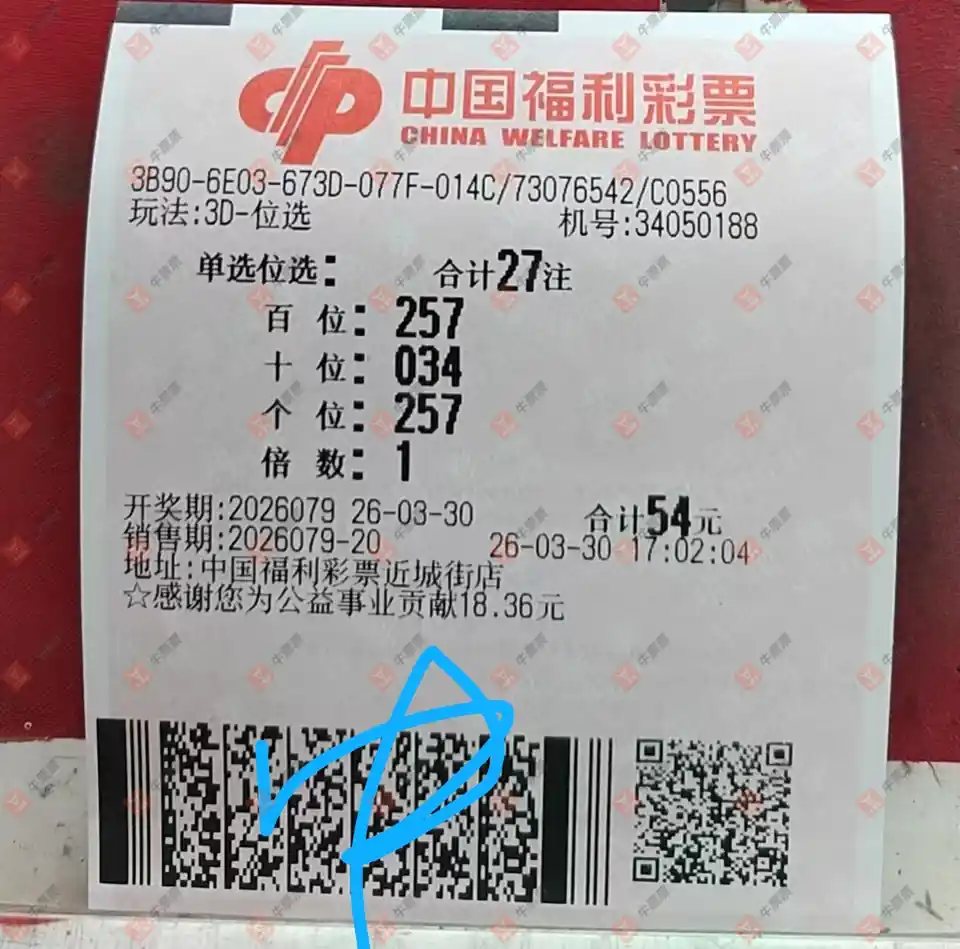 中国福利彩票
CHINA WELFARE LOTTERY
3B90-6E03-673D-077F-014C/73076542/C0556
玩法:3D-位选 机号:34050188
单选位选: 合计27注
百 位: 257
十 位: 034
个 位: 257
倍 数: 1
开奖期:2026079 26-03-30 合计54元
销售期:2026079-20 26-03-30 17:02:04
地址:中国福利彩票近城街店
☆感谢您为公益事业贡献18.36元